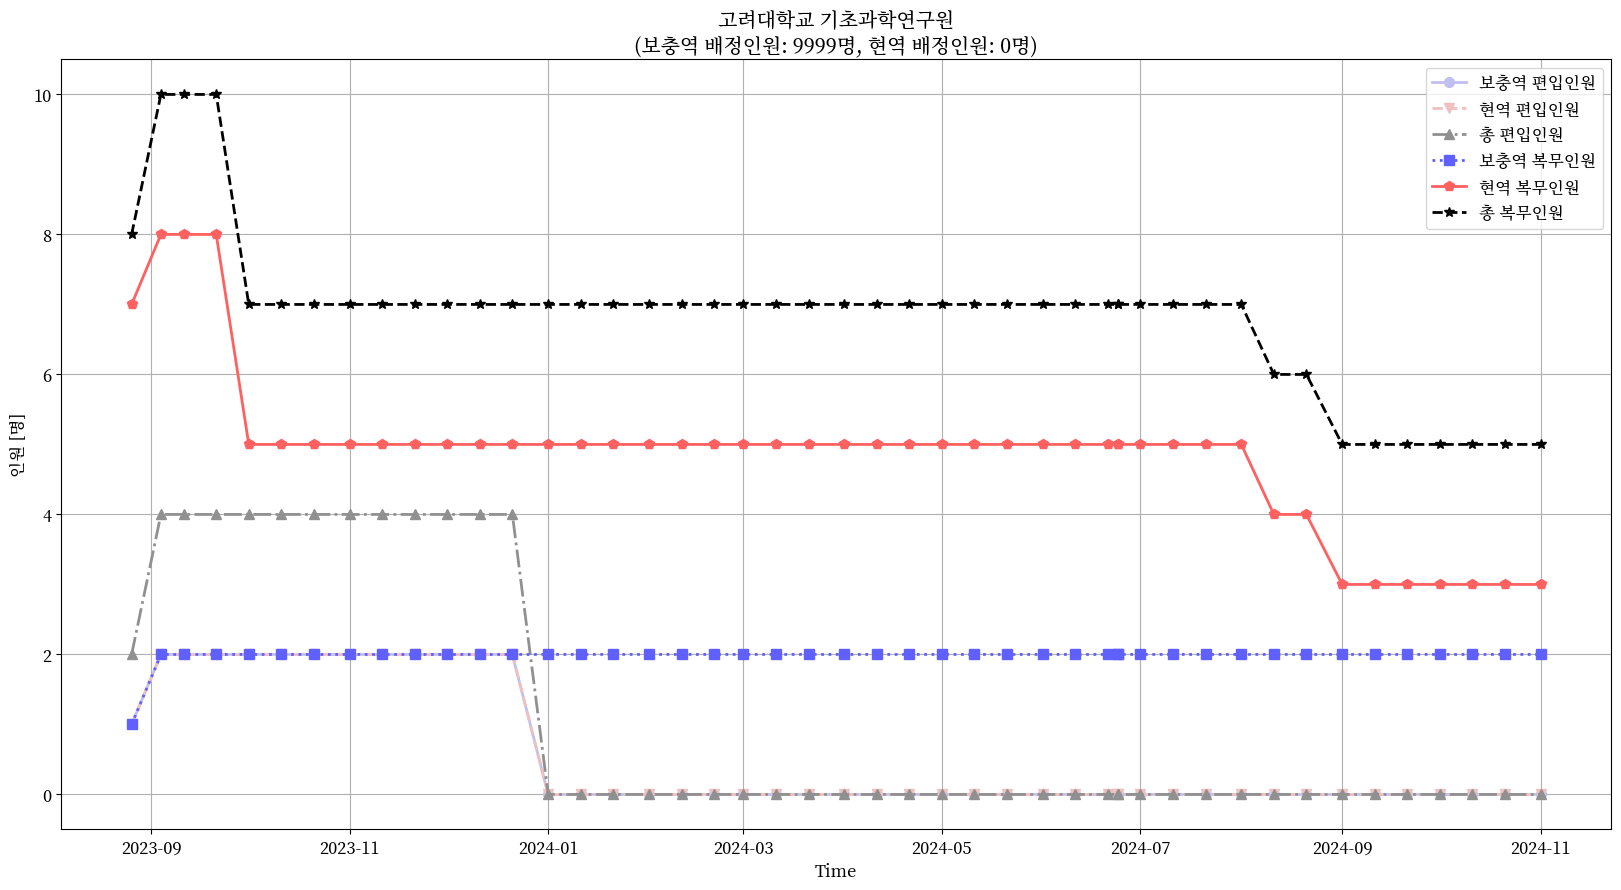 고려대학교 기초과학연구원
(보충역 배정인원: 9999명, 현역 배정인원: 0명)
보충역 편입인원
현역 편입인원
총 편입인원
보충역 복무인원
현역 복무인원
총 복무인원
인원 [명]
10
8
6
4
2
0
2023-09
2023-11
2024-01
2024-03
2024-05
2024-07
2024-09
2024-11
Time